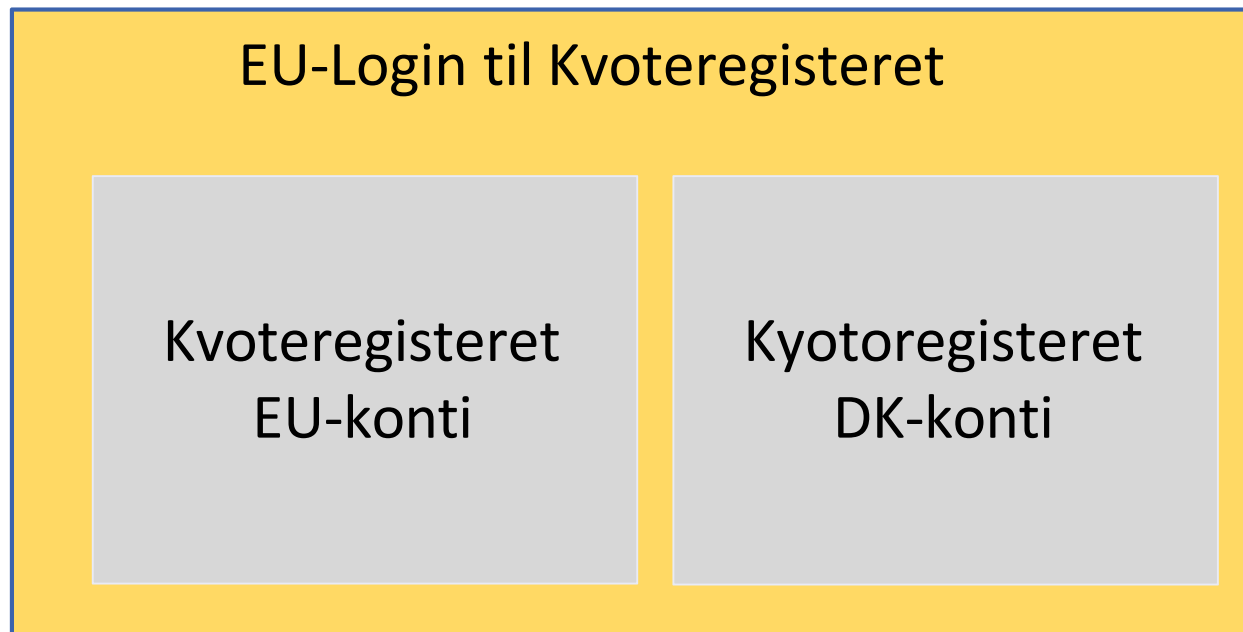 EU-Login til Kvoteregisteret
Kvoteregisteret
EU-konti
Kyotoregisteret
DK-konti